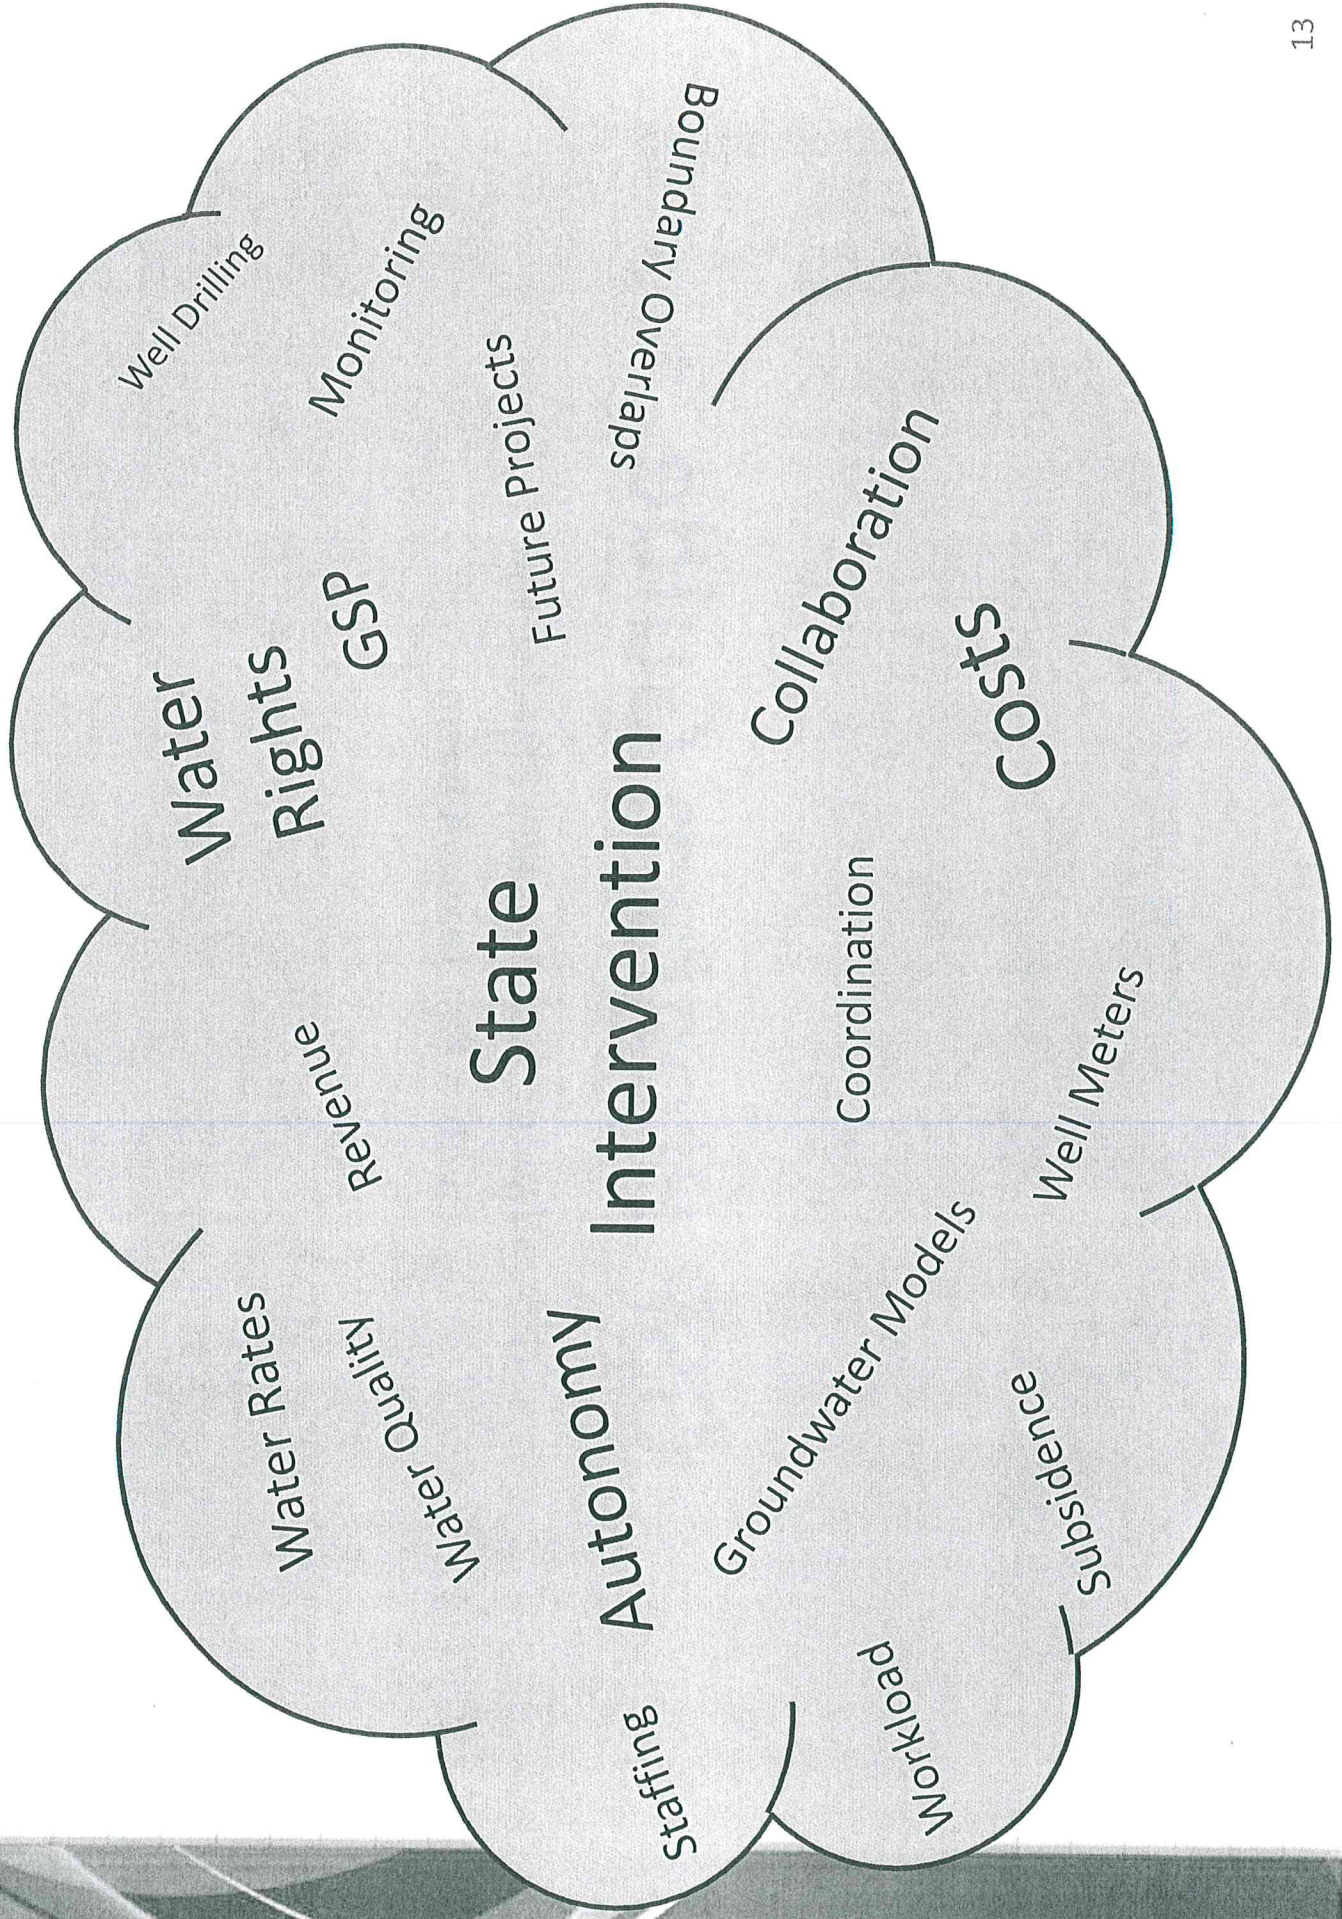 Water Rates
Water Quality
Revenue
Water
Rights
GSP
Well Drilling
Monitoring
Staffing
Autonomy
State
Intervention
Future Projects
Boundary Overlaps
Workload
Groundwater Models
Coordination
Collaboration
Subsidence
Well Meters
Costs
13